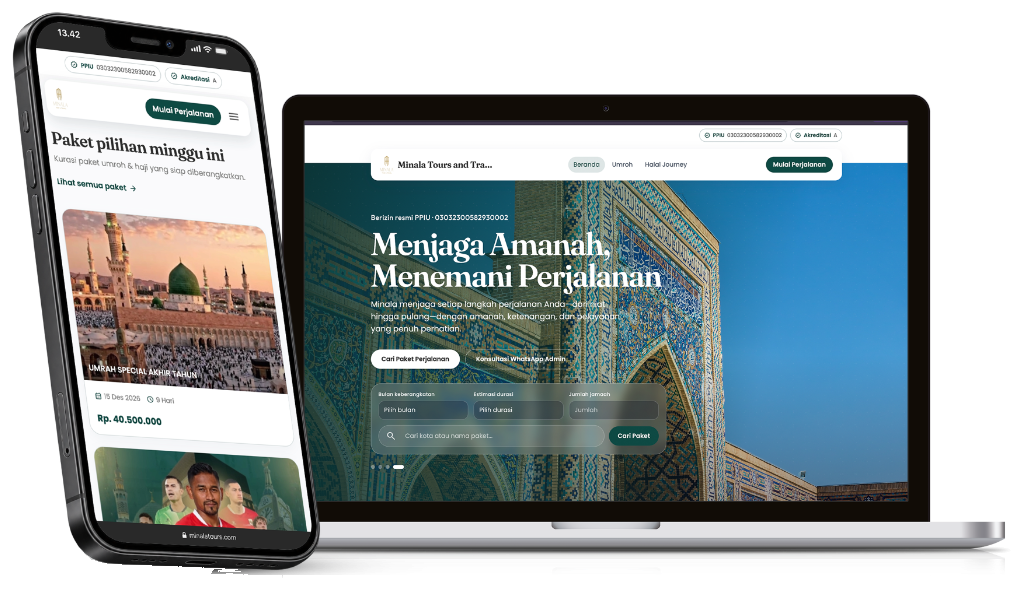 13.42
PPIU 03032300582930002
Akreditasi A
Mulai Perjalanan
Paket pilihan minggu ini
Kurasi paket umroh & haji yang siap diberangkatkan.
Lihat semua paket →
UMRAH SPECIAL AKHIR TAHUN
15 Des 2026
9 Hari
Rp. 40.500.000
minalatours.com
PPIU 03032300582930002
Akreditasi A
Minala Tours and Tra...
Beranda
Umroh
Halal Journey
Mulai Perjalanan
Berizin resmi PPIU · 03032300582930002
Menjaga Amanah,
Menemani Perjalanan
Minala menjaga setiap langkah perjalanan Anda—dari niat
hingga pulang—dengan amanah, ketenangan, dan pelayanan
yang penuh perhatian.
Cari Paket Perjalanan
Konsultasi WhatsApp Admin
Bulan keberangkatan
Estimasi durasi
Jumlah jamaah
Pilih bulan
Pilih durasi
Jumlah
Cari kota atau nama paket...
Cari Paket